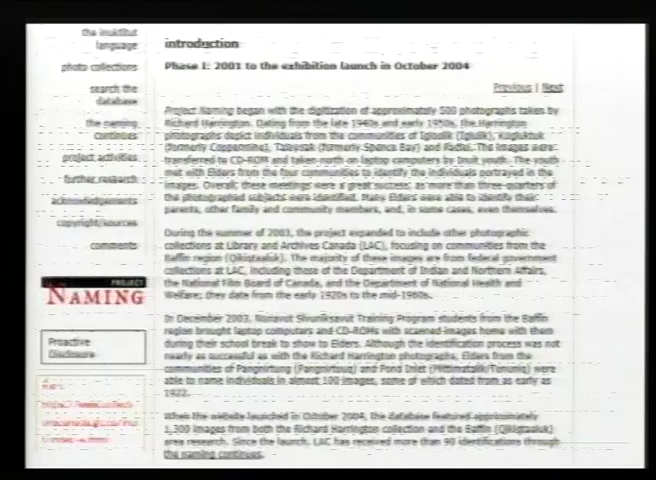 the inuktitut
language
photo collections
search the
database
the naming
continues
project activities
further research
acknowledgements
copyright/sources
comments
PROJECT
NAMING
Proactive
Disclosure
introduction
Phase I: 2001 to the exhibition launch in October 2004
Previous | Next
Project Naming began with the digitization of approximately 500 photographs taken by
Richard Harrington. Dating from the late 1940s and early 1950s, the Harrington
photographs depict individuals from the communities of Igloolik (Iglulik), Kugluktuk
(formerly Coppermine), Taloyoak (formerly Spence Bay) and Padlei. The images were
transferred to CD-ROM and taken north on laptop computers by Inuit youth. The youth
met with Elders from the four communities to identify the individuals portrayed in the
images. Overall, these meetings were a great success, as more than three-quarters of
the photographed subjects were identified. Many Elders were able to identify their
parents, other family and community members, and, in some cases, even themselves.
During the summer of 2003, the project expanded to include other photographic
collections at Library and Archives Canada (LAC), focusing on communities from the
Baffin region (Qikiqtaaluk). The majority of these images are from federal government
collections at LAC, including those of the Department of Indian and Northern Affairs,
the National Film Board of Canada, and the Department of National Health and
Welfare; they date from the early 1920s to the mid-1960s.
In December 2003, Nunavut Sivuniksavut Training Program students from the Baffin
region brought laptop computers and CD-ROMs with scanned images home with them
during their school break to show to Elders. Although the identification process was not
nearly as successful as with the Richard Harrington photographs, Elders from the
communities of Pangnirtung (Pangnirtuuq) and Pond Inlet (Mittimatalik/Tununiq) were
able to name individuals in almost 100 images, some of which dated from as early as
1922.
When the website launched in October 2004, the database featured approximately
1,300 images from both the Richard Harrington collection and the Baffin (Qikiqtaaluk)
area research. Since the launch, LAC has received more than 90 identifications through
the naming continues.